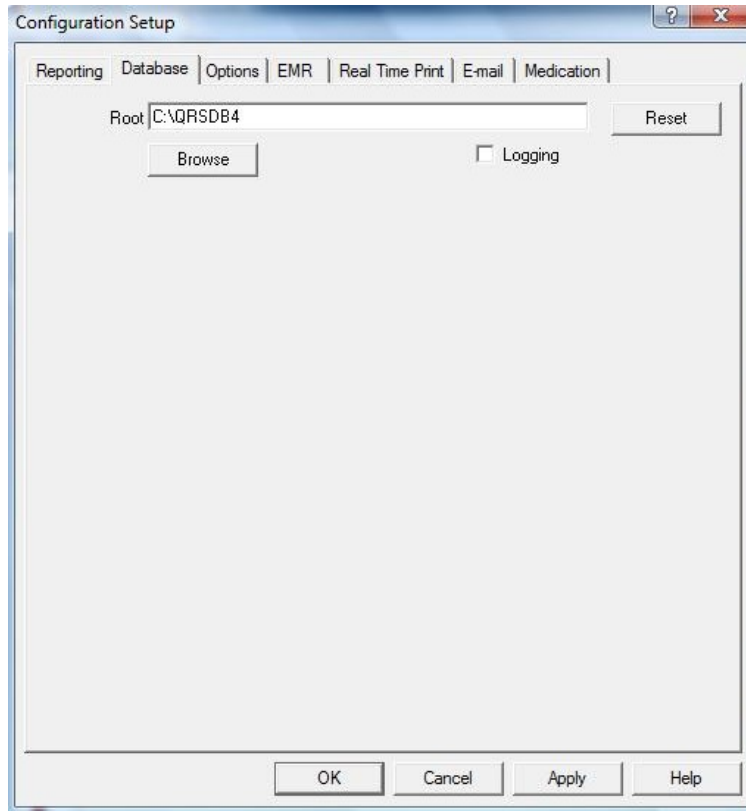 Configuration Setup
Reporting Database Options EMR Real Time Print E-mail Medication
Root C:\QRSDB4 Reset
Browse Logging
OK Cancel Apply Help